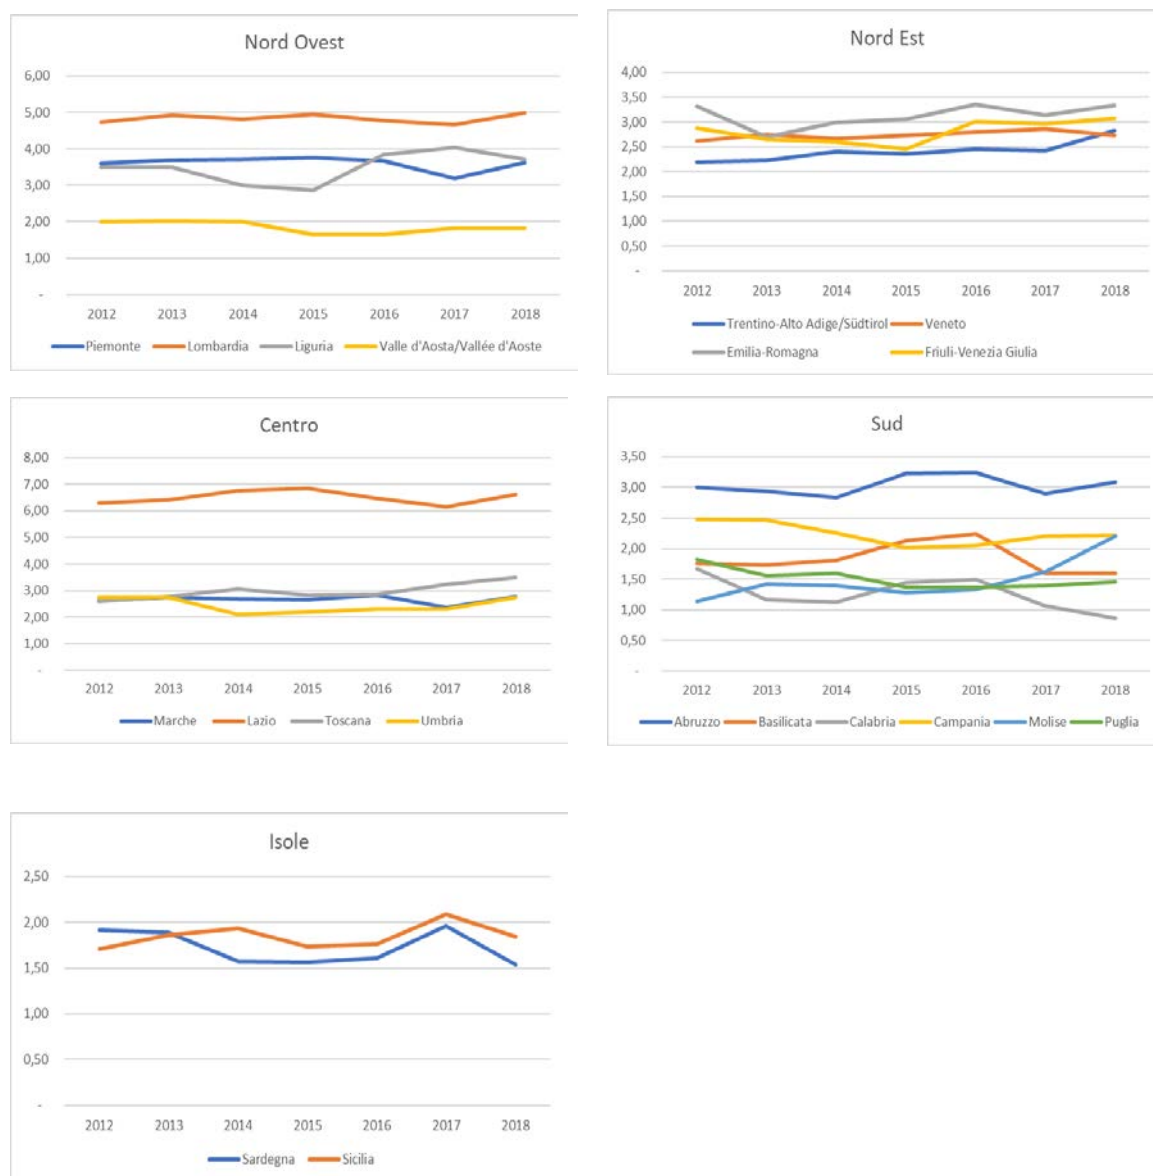 Nord Ovest
6,00
5,00
4,00
3,00
2,00
1,00
-
2012 2013 2014 2015 2016 2017 2018
Piemonte Lombardia Liguria Valle d'Aosta/Vallée d'Aoste
Nord Est
4,00
3,50
3,00
2,50
2,00
1,50
1,00
0,50
-
2012 2013 2014 2015 2016 2017 2018
Trentino-Alto Adige/Südtirol Veneto
Emilia-Romagna Friuli-Venezia Giulia
Centro
8,00
7,00
6,00
5,00
4,00
3,00
2,00
1,00
-
2012 2013 2014 2015 2016 2017 2018
Marche Lazio Toscana Umbria
Sud
3,50
3,00
2,50
2,00
1,50
1,00
0,50
-
2012 2013 2014 2015 2016 2017 2018
Abruzzo Basilicata Calabria Campania Molise Puglia
Isole
2,50
2,00
1,50
1,00
0,50
-
2012 2013 2014 2015 2016 2017 2018
Sardegna Sicilia